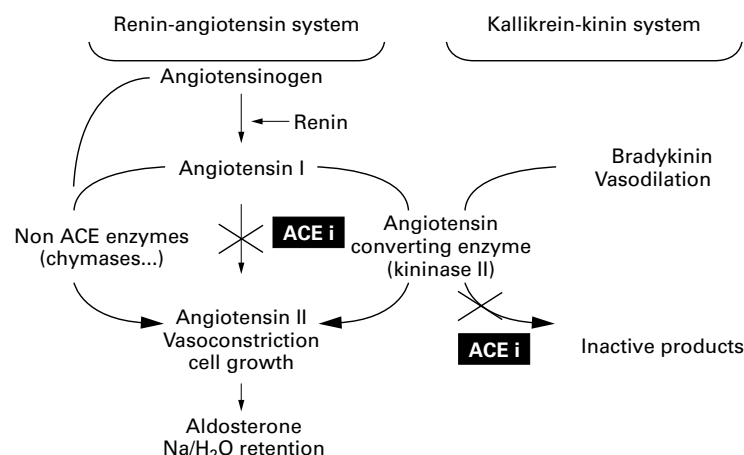 Renin-angiotensin system
Kallikrein-kinin system
Angiotensinogen
Renin
Angiotensin I
Bradykinin
Vasodilation
Non ACE enzymes
(chymases...)
ACE i
Angiotensin
converting enzyme
(kininase II)
Angiotensin II
Vasoconstriction
cell growth
ACE i
Inactive products
Aldosterone
Na/H₂O retention